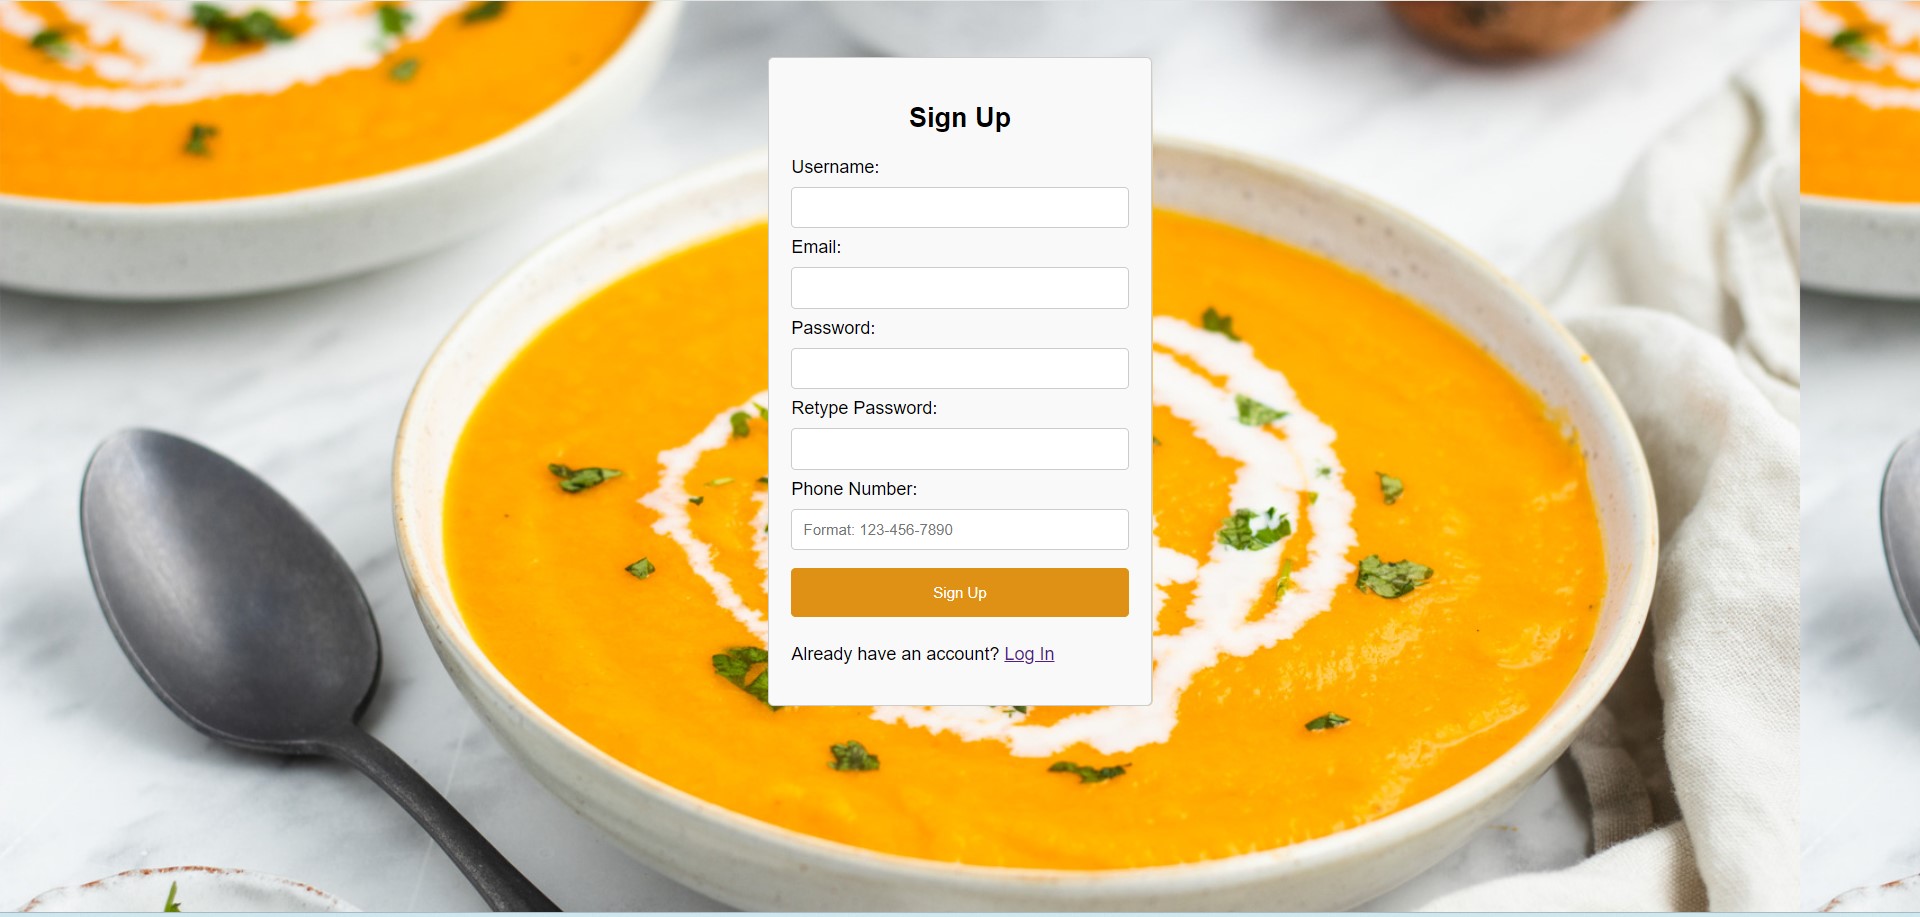 Sign Up
Username:
Email:
Password:
Retype Password:
Phone Number:
Format: 123-456-7890
Sign Up
Already have an account? Log In